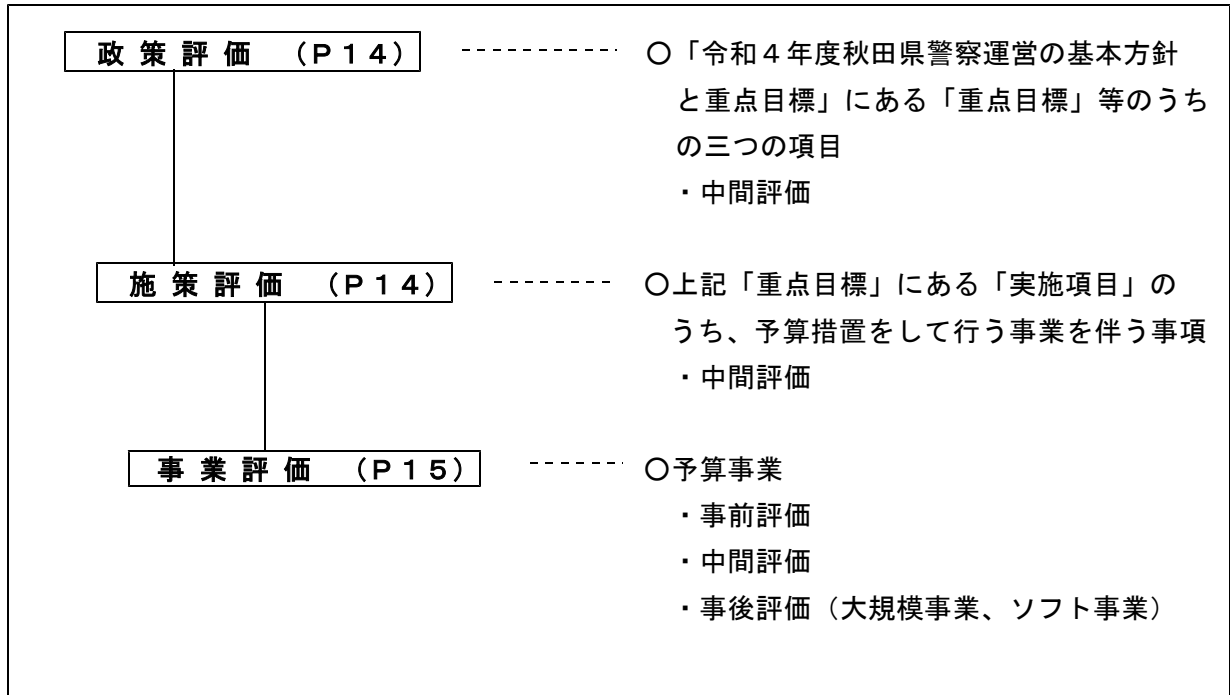 政策評価 (P14)
○「令和4年度秋田県警察運営の基本方針
と重点目標」にある「重点目標」等のうち
の三つの項目
・中間評価
施策評価 (P14)
○上記「重点目標」にある「実施項目」の
うち、予算措置をして行う事業を伴う事項
・中間評価
事業評価 (P15)
○予算事業
・事前評価
・中間評価
・事後評価（大規模事業、ソフト事業）